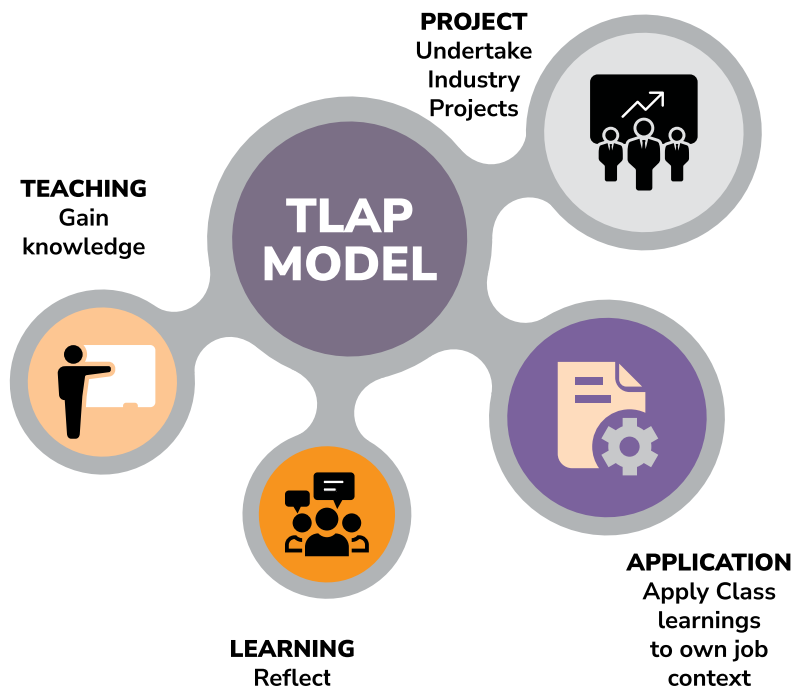 PROJECT
Undertake
Industry
Projects
TEACHING
Gain
knowledge
TLAP
MODEL
APPLICATION
Apply Class
learnings
to own job
context
LEARNING
Reflect